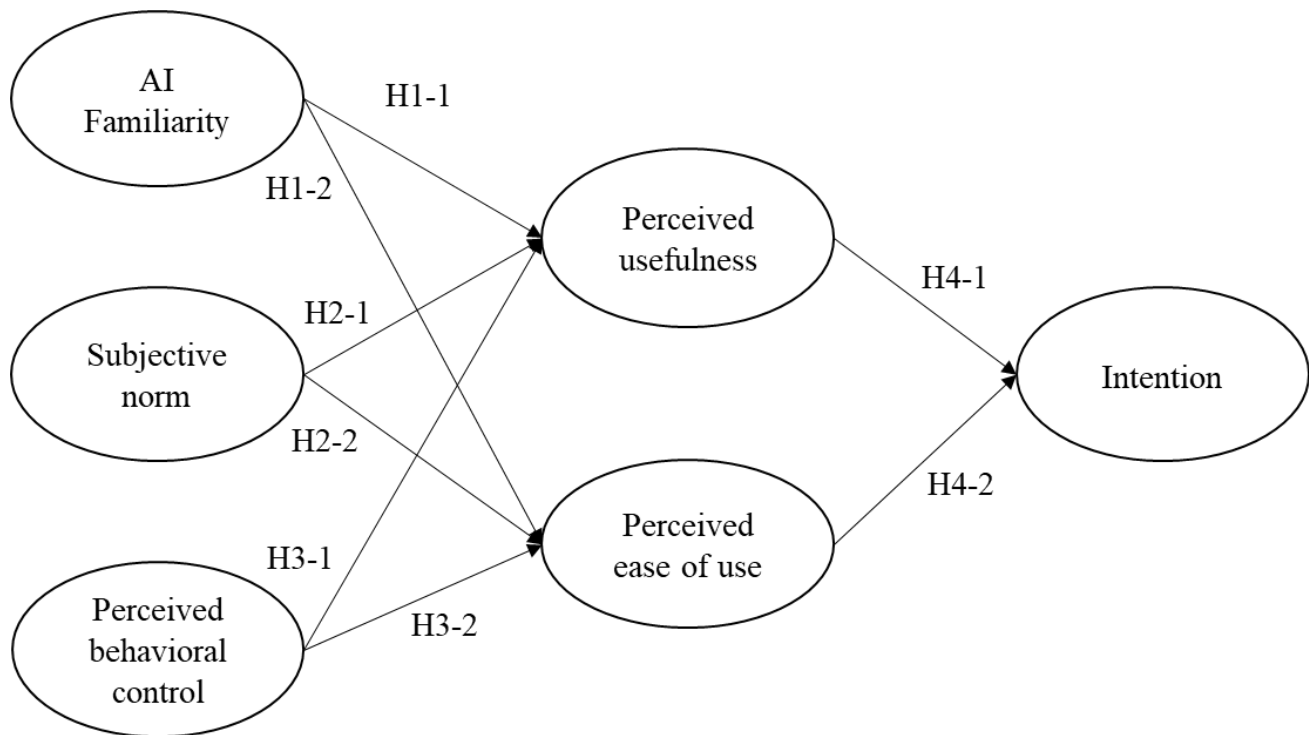 AI
Familiarity
H1-1
H1-2
Perceived
usefulness
H2-1
H4-1
Subjective
norm
Intention
H2-2
H4-2
Perceived
ease of use
H3-1
H3-2
Perceived
behavioral
control